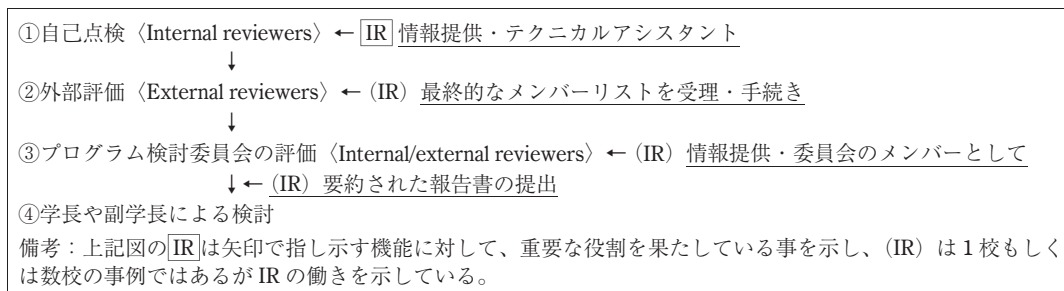 ①自己点検〈Internal reviewers〉← IR 情報提供・テクニカルアシスタント
↓
②外部評価〈External reviewers〉←(IR)最終的なメンバーリストを受理・手続き
↓
③プログラム検討委員会の評価〈Internal/external reviewers〉←(IR)情報提供・委員会のメンバーとして
↓←(IR)要約された報告書の提出
④学長や副学長による検討
備考：上記図のIRは矢印で指し示す機能に対して、重要な役割を果たしている事を示し、(IR)は1校もしく
は数校の事例ではあるが IR の働きを示している。